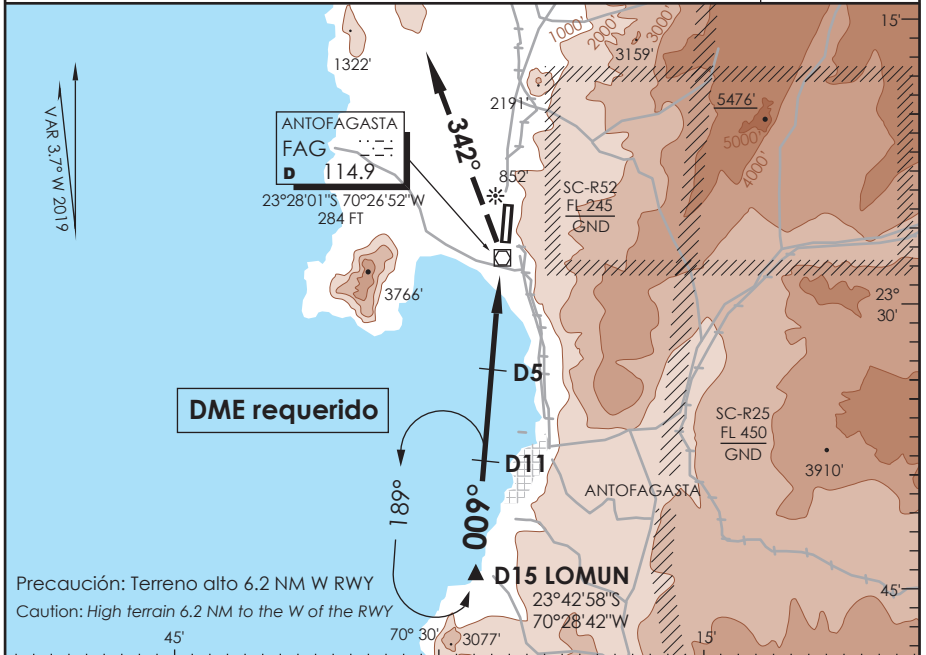 15'
1000'
2000'
3000'
3159'
1322'
2191'
5476'
5000'
4000'
VAR 3.7° W 2019
ANTOFAGASTA
FAG
D 114.9
23°28'01"S 70°26'52"W
284 FT
342°
852'
SC-R52
FL 245
GND
3766'
23°
30'
D5
DME requerido
SC-R25
FL 450
GND
D11
3910'
ANTOFAGASTA
189°
009°
D15 LOMUN
23°42'58"S
70°28'42"W
Precaución: Terreno alto 6.2 NM W RWY
Caution: High terrain 6.2 NM to the W of the RWY
45'
70° 30'
3077'
45'
15'